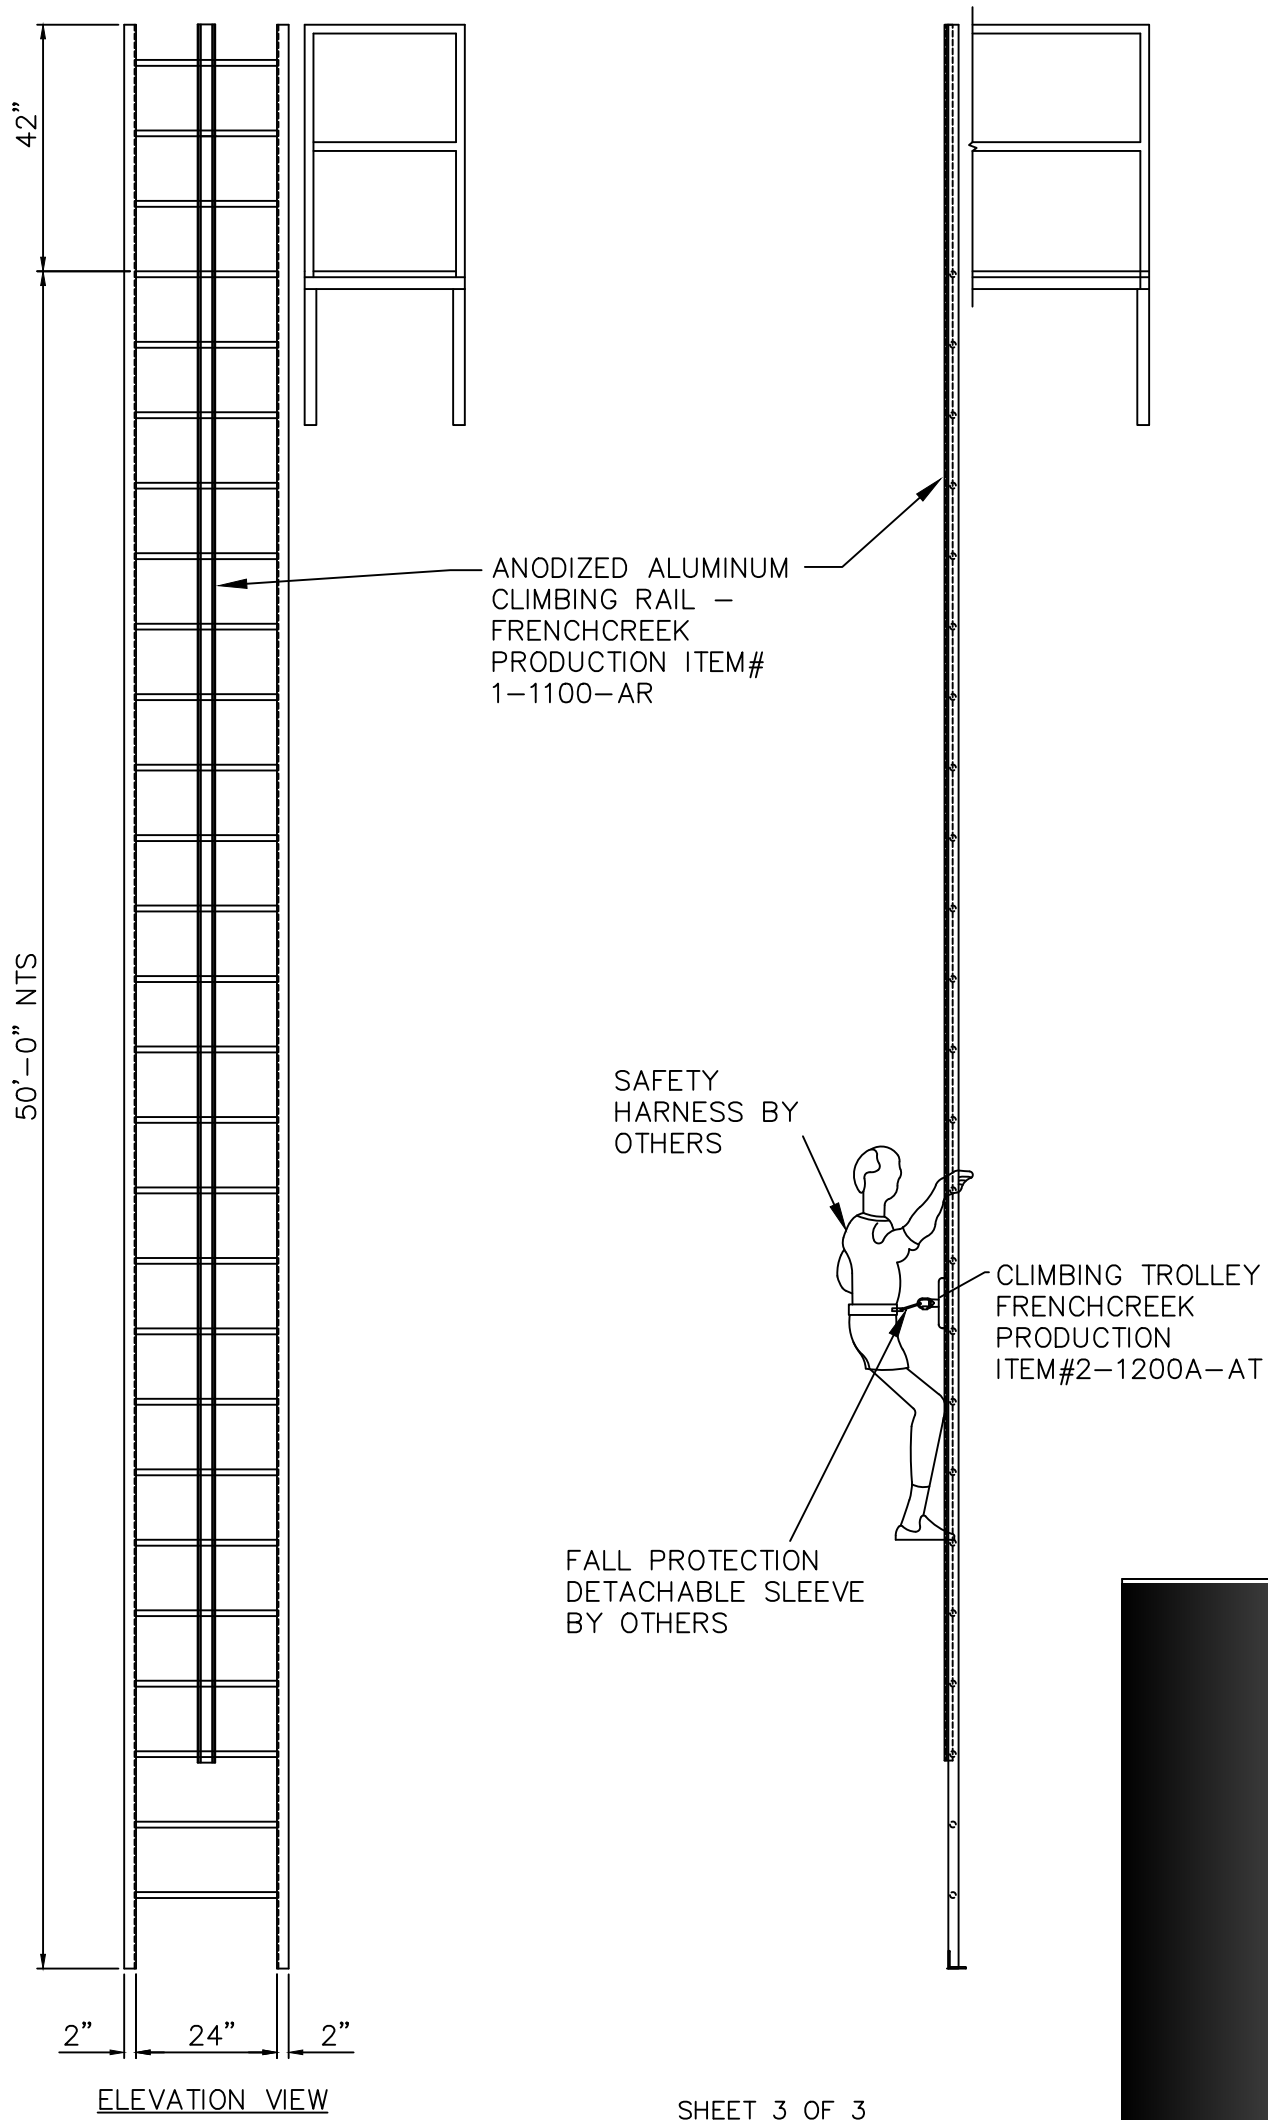 42"
ANODIZED ALUMINUM
CLIMBING RAIL –
FRENCHCREEK
PRODUCTION ITEM#
1–1100–AR
50'–0" NTS
SAFETY
HARNESS BY
OTHERS
CLIMBING TROLLEY
FRENCHCREEK
PRODUCTION
ITEM#2–1200A–AT
FALL PROTECTION
DETACHABLE SLEEVE
BY OTHERS
2" 24" 2"
ELEVATION VIEW
SHEET 3 OF 3